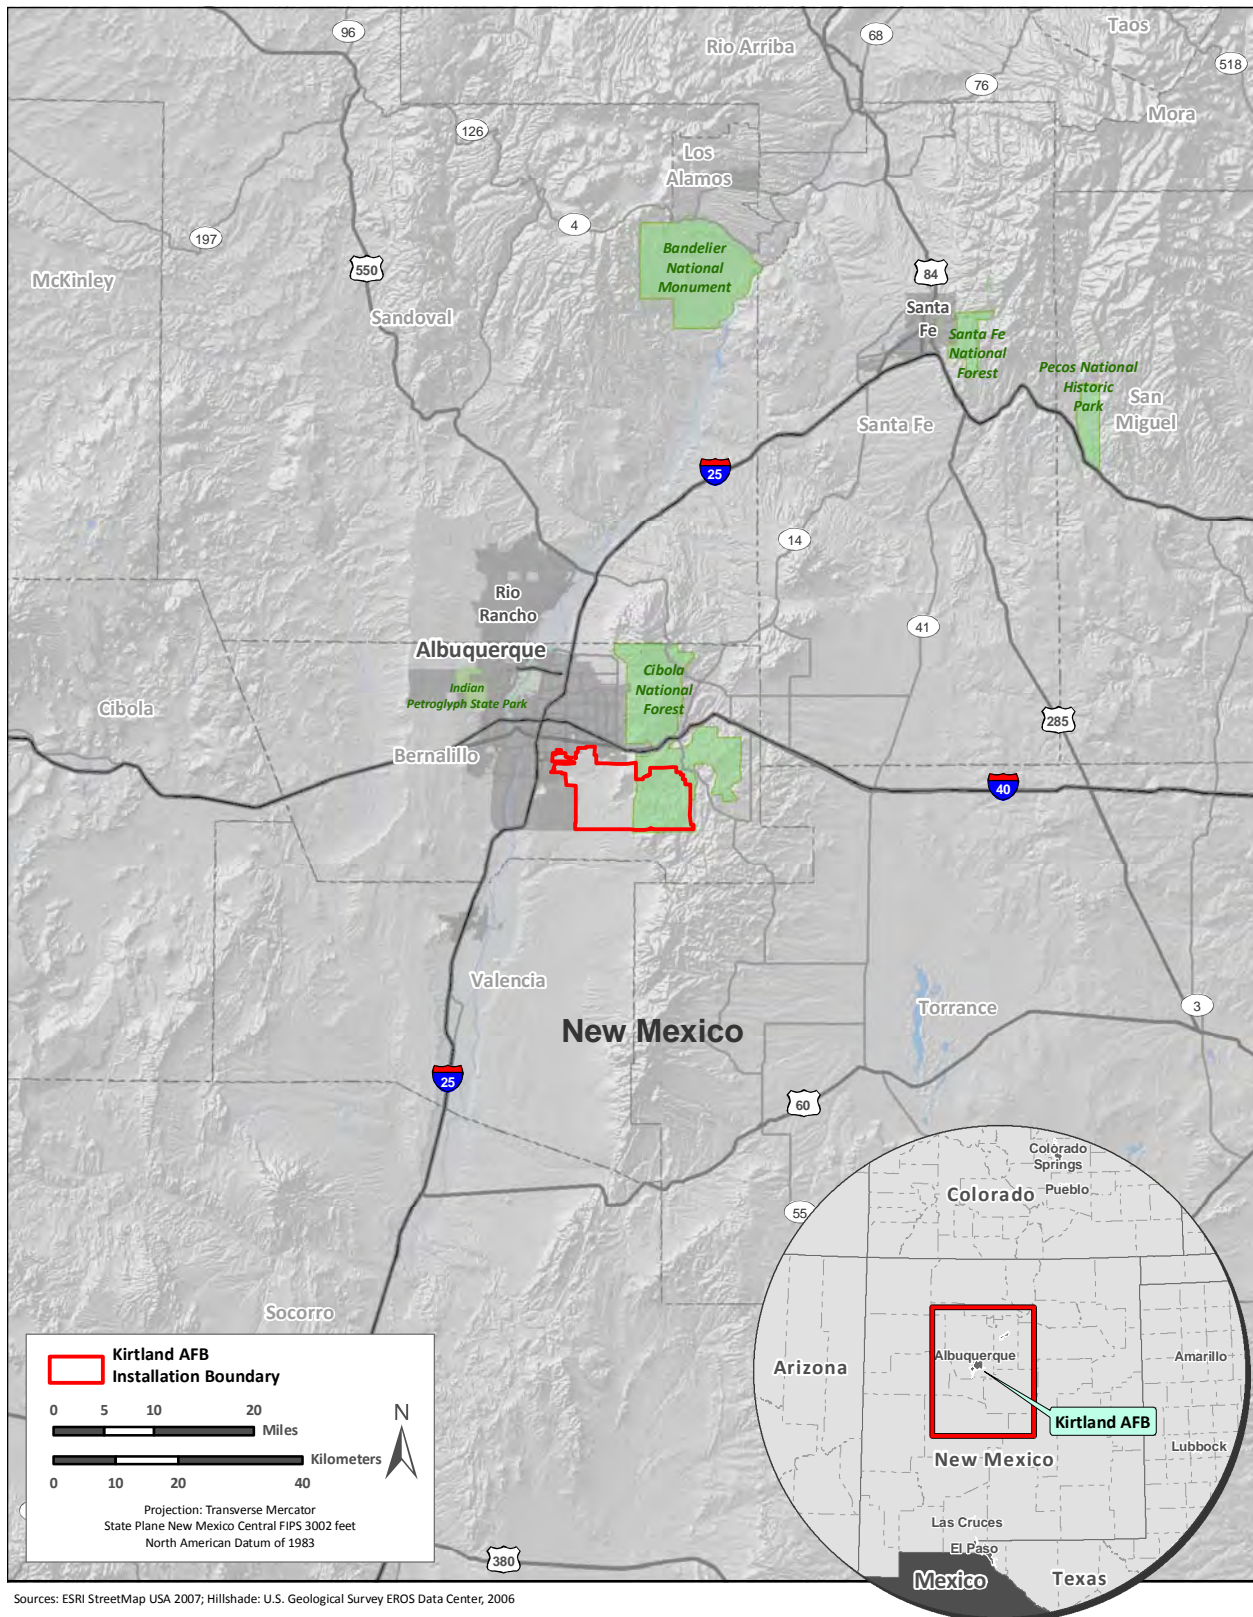 96
Rio Arriba
68
Taos
518
76
Mora
126
Los
Alamos
4
197
McKinley
550
Sandoval
Bandelier
National
Monument
84
Santa
Fe
Santa Fe
National
Forest
Pecos National
Historic
Park
San
Miguel
Santa Fe
25
14
Rio
Rancho
41
Albuquerque
Cibola
National
Forest
Indian
Petroglyph State Park
Cibola
285
Bernalillo
40
Valencia
Torrance
3
New Mexico
25
60
55
Socorro
380
Colorado
Springs
Colorado
Pueblo
Albuquerque
Arizona
Amarillo
Kirtland AFB
Lubbock
New Mexico
Las Cruces
El Paso
Mexico
Texas
Kirtland AFB
Installation Boundary
0 5 10 20
Miles
Kilometers
0 10 20 40
N
Projection: Transverse Mercator
State Plane New Mexico Central FIPS 3002 feet
North American Datum of 1983
Sources: ESRI StreetMap USA 2007; Hillshade: U.S. Geological Survey EROS Data Center, 2006